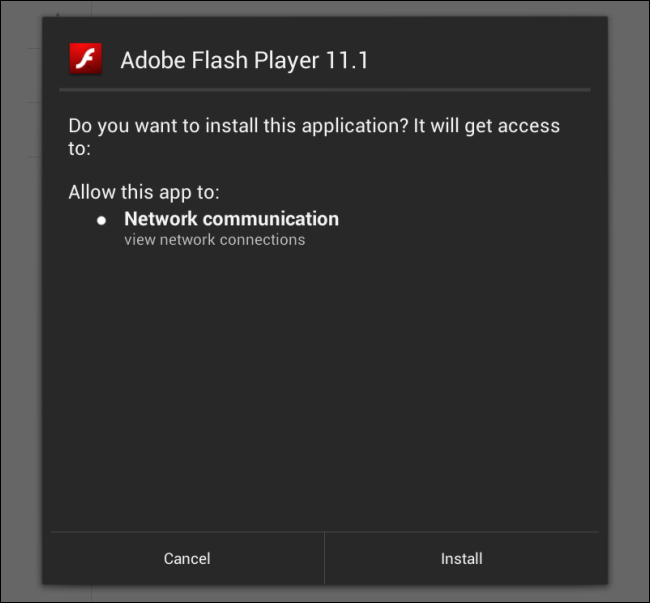 Adobe Flash Player 11.1
Do you want to install this application? It will get access
to:
Allow this app to:
Network communication
view network connections
Cancel
Install